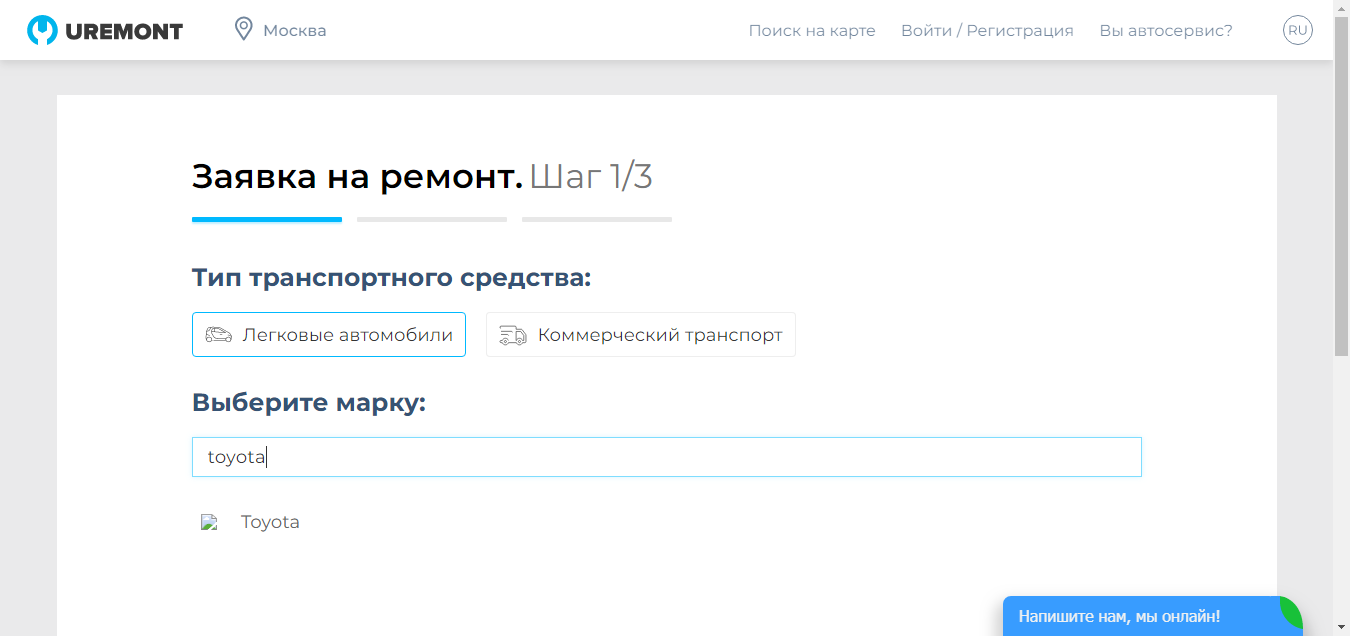 UREMONT
Москва
Поиск на карте
Войти / Регистрация
Вы автосервис?
RU
Заявка на ремонт. Шаг 1/3
Тип транспортного средства:
Легковые автомобили
Коммерческий транспорт
Выберите марку:
toyota
Toyota
Напишите нам, мы онлайн!